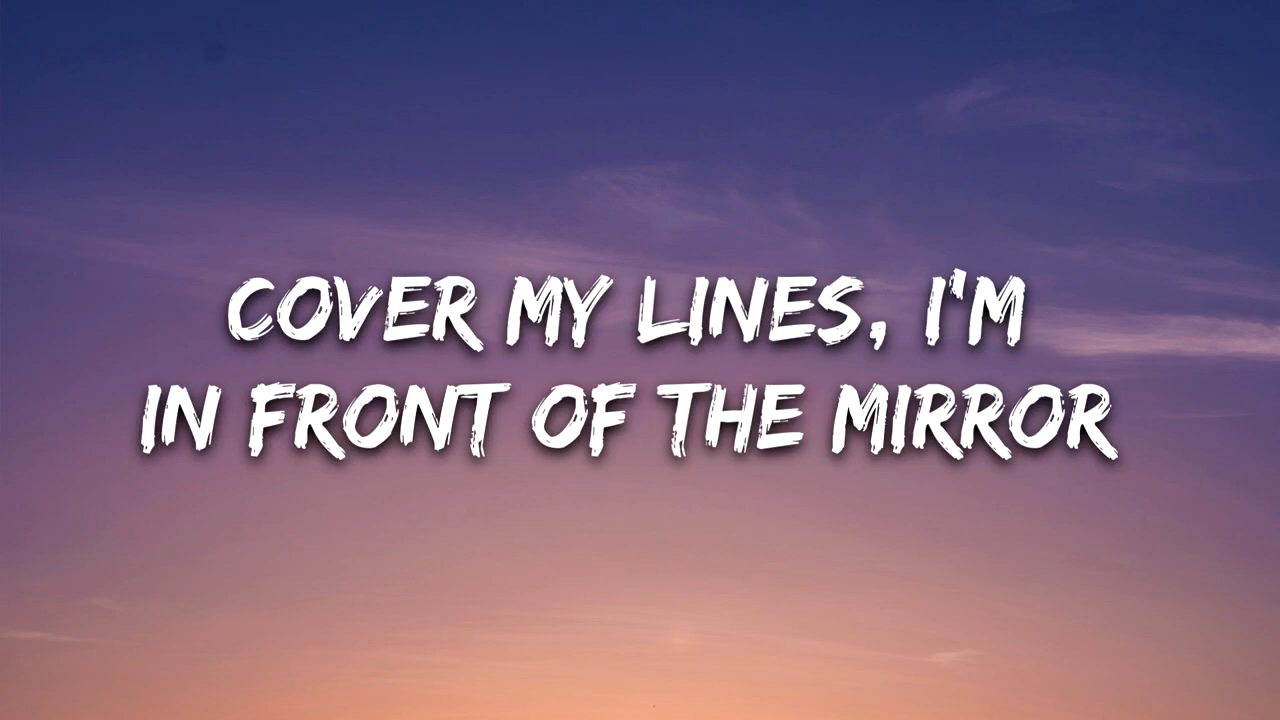 COVER MY LINES, I'M
IN FRONT OF THE MIRROR